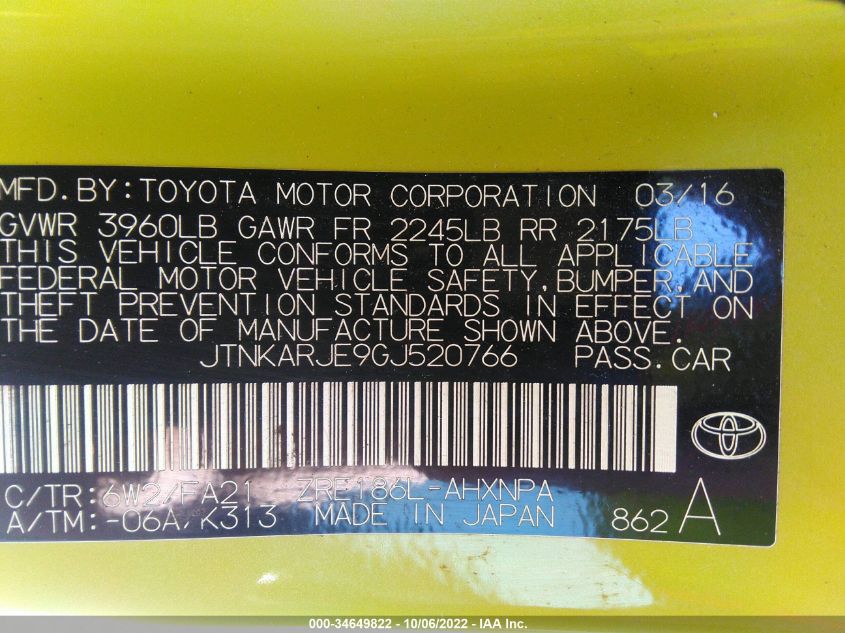 MFD. BY: TOYOTA MOTOR CORPORATION 03/16
GVWR 3960LB GAWR FR 2245LB RR 2175LB
THIS VEHICLE CONFORMS TO ALL APPLICABLE
FEDERAL MOTOR VEHICLE SAFETY, BUMPER, AND
THEFT PREVENTION STANDARDS IN EFFECT ON
THE DATE OF MANUFACTURE SHOWN ABOVE.
JTNKARJE9GJ520766 PASS. CAR
C/TR: 6W2/FA21 ZRE186L-AHXNPA
A/TM: -06A/K313 MADE IN JAPAN 862 A
000-34649822 - 10/06/2022 - IAA Inc.